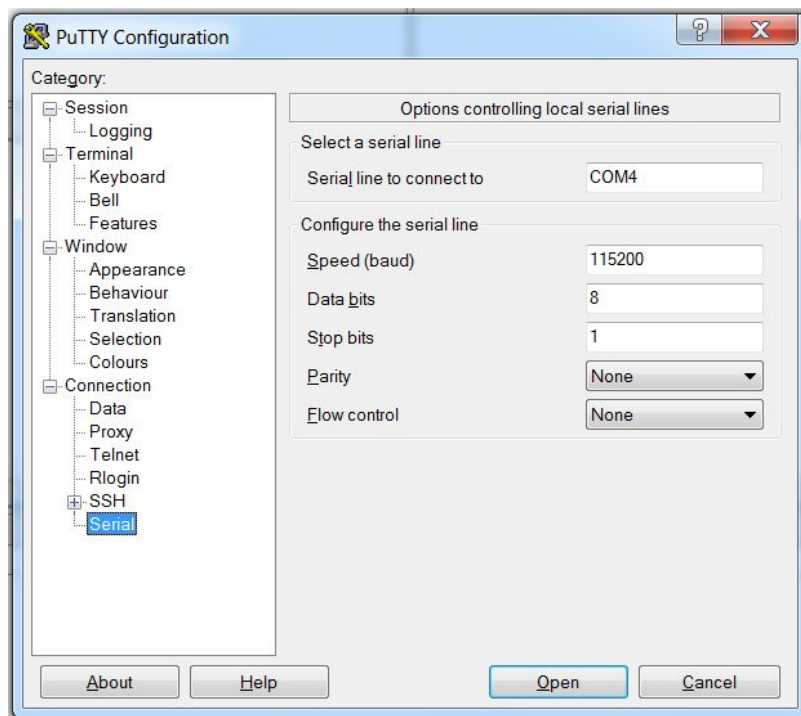 PuTTY Configuration
Category:
Session
Logging
Terminal
Keyboard
Bell
Features
Window
Appearance
Behaviour
Translation
Selection
Colours
Connection
Data
Proxy
Telnet
Rlogin
SSH
Serial
Options controlling local serial lines
Select a serial line
Serial line to connect to COM4
Configure the serial line
Speed (baud) 115200
Data bits 8
Stop bits 1
Parity None
Flow control None
About Help Open Cancel